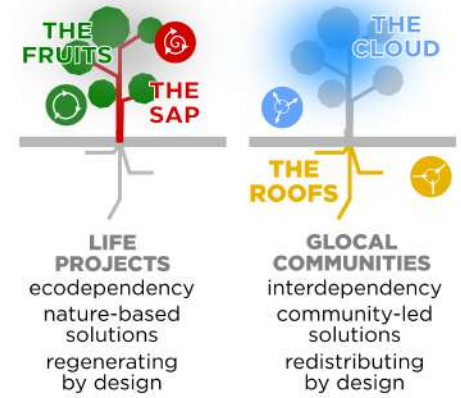 THE
FRUITS
THE
SAP
LIFE
PROJECTS
ecodependency
nature-based
solutions
regenerating
by design
THE
CLOUD
THE
ROOFS
GLOCAL
COMMUNITIES
interdependency
community-led
solutions
redistributing
by design